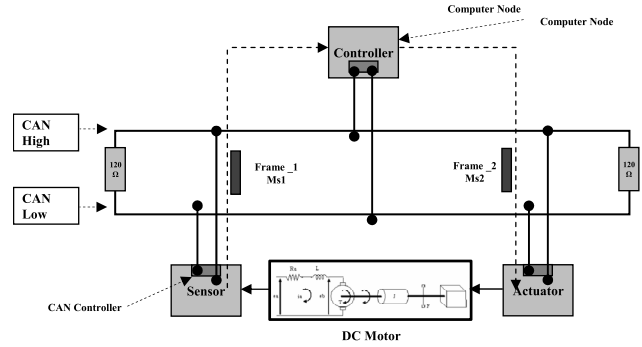 Computer Node
Computer Node
Controller
CAN
High
120
Ω
Frame _1
Ms1
Frame _2
Ms2
120
Ω
CAN
Low
Ra
L
Sensor
Actuator
CAN Controller
DC Motor